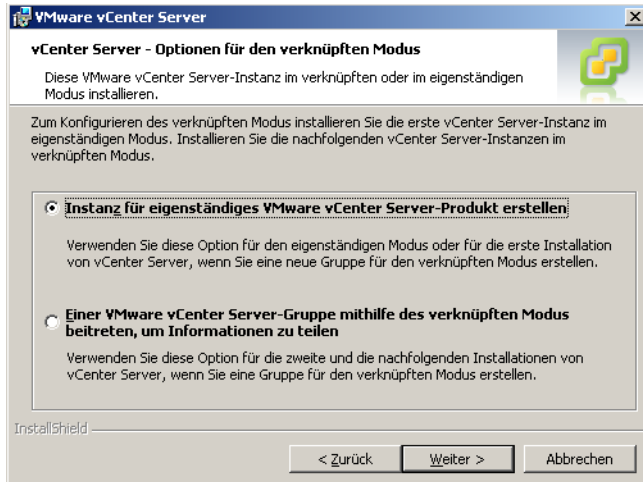 VMware vCenter Server
vCenter Server - Optionen für den verknüpften Modus
Diese VMware vCenter Server-Instanz im verknüpften oder im eigenständigen
Modus installieren.
Zum Konfigurieren des verknüpften Modus installieren Sie die erste vCenter Server-Instanz im
eigenständigen Modus. Installieren Sie die nachfolgenden vCenter Server-Instanzen im
verknüpften Modus.
Instanz für eigenständiges VMware vCenter Server-Produkt erstellen
Verwenden Sie diese Option für den eigenständigen Modus oder für die erste Installation
von vCenter Server, wenn Sie eine neue Gruppe für den verknüpften Modus erstellen.
Einer VMware vCenter Server-Gruppe mithilfe des verknüpften Modus
beitreten, um Informationen zu teilen
Verwenden Sie diese Option für die zweite und die nachfolgenden Installationen von
vCenter Server, wenn Sie eine Gruppe für den verknüpften Modus erstellen.
InstallShield
< Zurück Weiter > Abbrechen